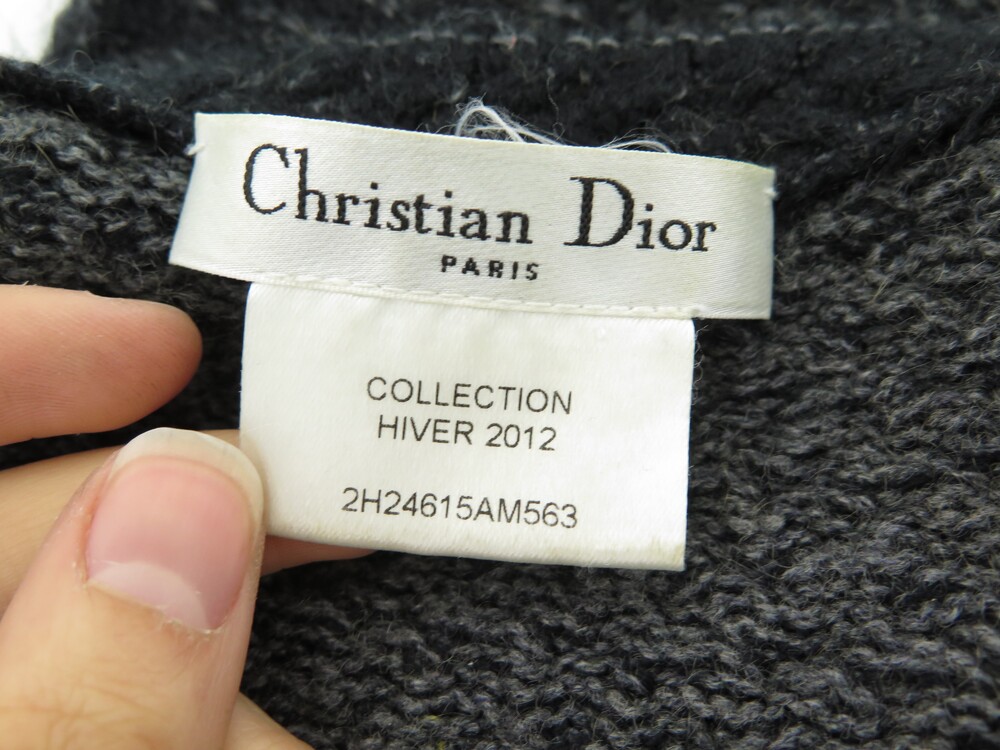 Christian Dior
PARIS
COLLECTION
HIVER 2012
2H24615AM563